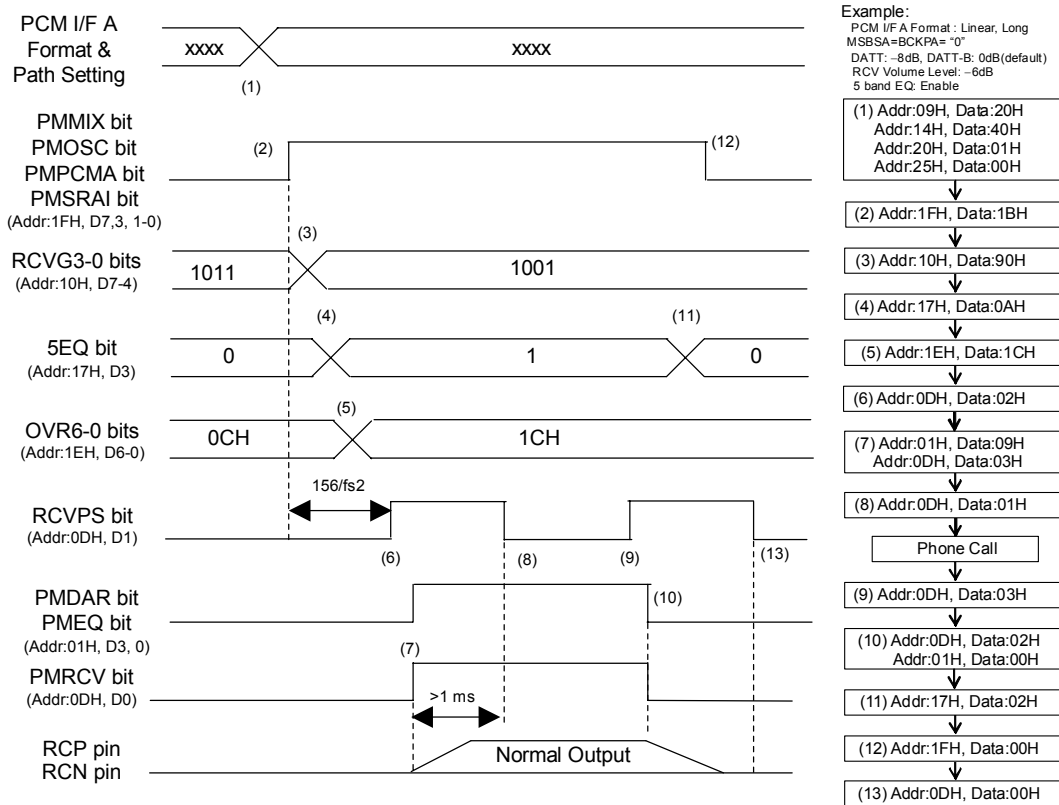 PCM I/F A
Format &
Path Setting
xxxx
xxxx
(1)
PMMIX bit
PMOSC bit
PMPCMA bit
PMSRAI bit
(Addr:1FH, D7,3, 1-0)
(2)
(12)
RCVG3-0 bits
(Addr:10H, D7-4)
1011
(3)
1001
5EQ bit
(Addr:17H, D3)
0
(4)
1
(11)
0
OVR6-0 bits
(Addr:1EH, D6-0)
0CH
(5)
1CH
156/fs2
RCVPS bit
(Addr:0DH, D1)
(6)
(8)
(9)
(13)
PMDAR bit
PMEQ bit
(Addr:01H, D3, 0)
(10)
(7)
PMRCV bit
(Addr:0DH, D0)
>1 ms
RCP pin
RCN pin
Normal Output
Example:
PCM I/F A Format : Linear, Long
MSBSA=BCKPA= “0”
DATT: −8dB, DATT-B: 0dB(default)
RCV Volume Level: −6dB
5 band EQ: Enable
(1) Addr:09H, Data:20H
Addr:14H, Data:40H
Addr:20H, Data:01H
Addr:25H, Data:00H
(2) Addr:1FH, Data:1BH
(3) Addr:10H, Data:90H
(4) Addr:17H, Data:0AH
(5) Addr:1EH, Data:1CH
(6) Addr:0DH, Data:02H
(7) Addr:01H, Data:09H
Addr:0DH, Data:03H
(8) Addr:0DH, Data:01H
Phone Call
(9) Addr:0DH, Data:03H
(10) Addr:0DH, Data:02H
Addr:01H, Data:00H
(11) Addr:17H, Data:02H
(12) Addr:1FH, Data:00H
(13) Addr:0DH, Data:00H